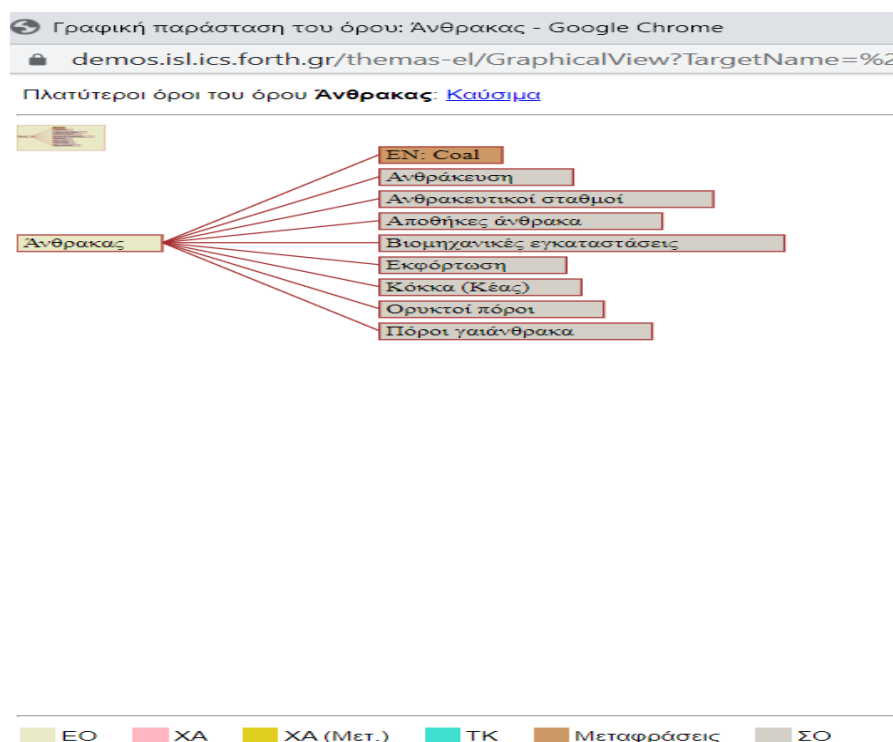 Γραφική παράσταση του όρου: Άνθρακας - Google Chrome
demos.isl.ics.forth.gr/themas-el/GraphicalView?TargetName=%2
Πλατύτεροι όροι του όρου Άνθρακας: Καύσιμα
EN: Coal
Ανθράκευση
Ανθρακευτικοί σταθμοί
Αποθήκες άνθρακα
Άνθρακας
Βιομηχανικές εγκαταστάσεις
Εκφόρτωση
Κόκκα (Κέας)
Ορυκτοί πόροι
Πόροι γαιάνθρακα
ΕΟ ΧΑ ΧΑ (Μετ.) ΤΚ Μεταφράσεις ΣΟ